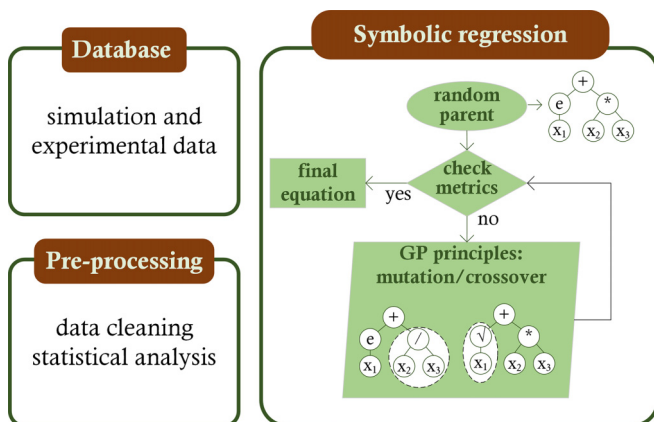 Database
simulation and
experimental data
Pre-processing
data cleaning
statistical analysis
Symbolic regression
random
parent
+
e
*
x1
x2
x3
check
metrics
final
equation
yes
no
GP principles:
mutation/crossover
+
e
/
x1
x2
x3
+
√
*
x1
x2
x3